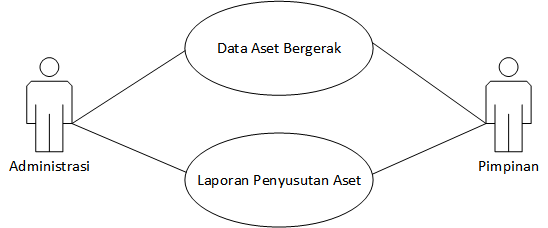 Data Aset Bergerak
Administrasi
Pimpinan
Laporan Penyusutan Aset